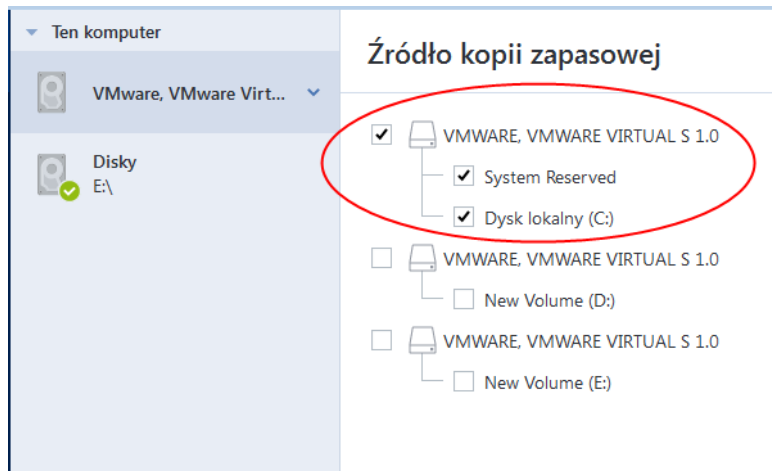 Ten komputer
VMware, VMware Virt...
Disky
E:\
Źródło kopii zapasowej
VMWARE, VMWARE VIRTUAL S 1.0
System Reserved
Dysk lokalny (C:)
VMWARE, VMWARE VIRTUAL S 1.0
New Volume (D:)
VMWARE, VMWARE VIRTUAL S 1.0
New Volume (E:)